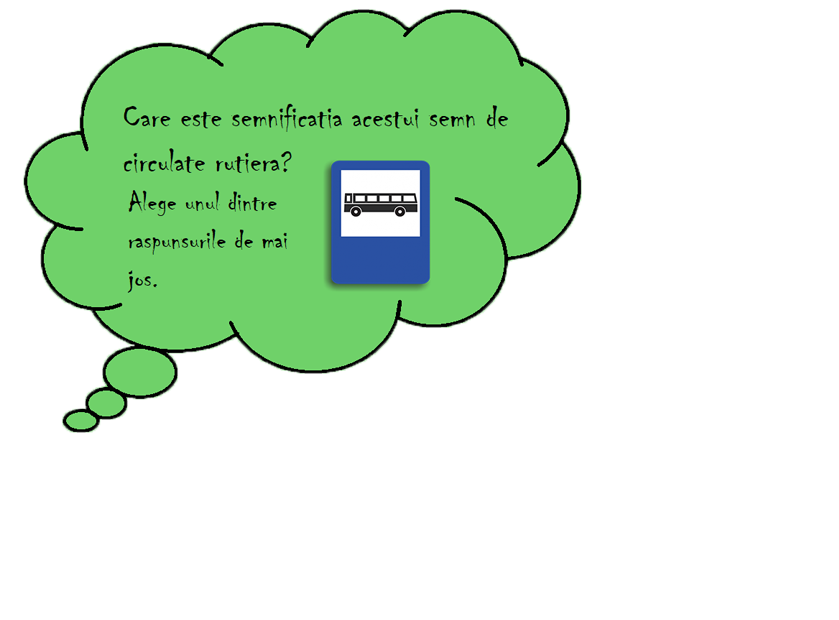 Care este semnificatia acestui semn de
circulate rutiera?
Alege unul dintre
raspunsurile de mai
jos.